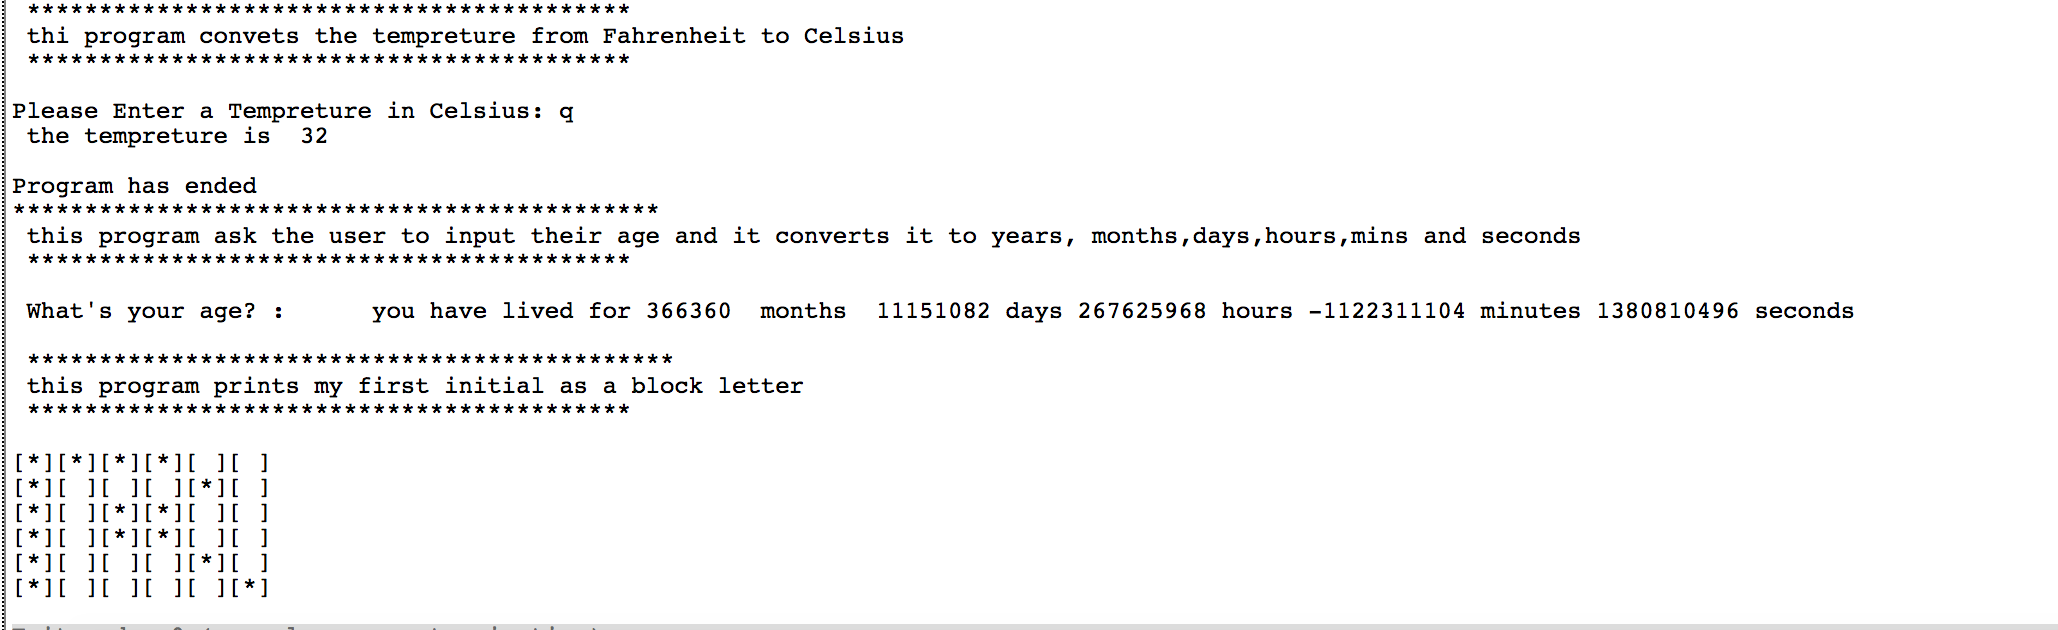 ******************************************
thi program convets the tempreture from Fahrenheit to Celsius
******************************************
Please Enter a Tempreture in Celsius: q
the tempreture is  32
Program has ended
*********************************************
this program ask the user to input their age and it converts it to years, months,days,hours,mins and seconds
******************************************
What's your age? :      you have lived for 366360  months  11151082 days 267625968 hours -1122311104 minutes 1380810496 seconds
*********************************************
this program prints my first initial as a block letter
******************************************
[*][*][*][*][ ][ ]
[*][ ][ ][ ][*][ ]
[*][ ][*][*][ ][ ]
[*][ ][*][*][ ][ ]
[*][ ][ ][ ][*][ ]
[*][ ][ ][ ][ ][*]